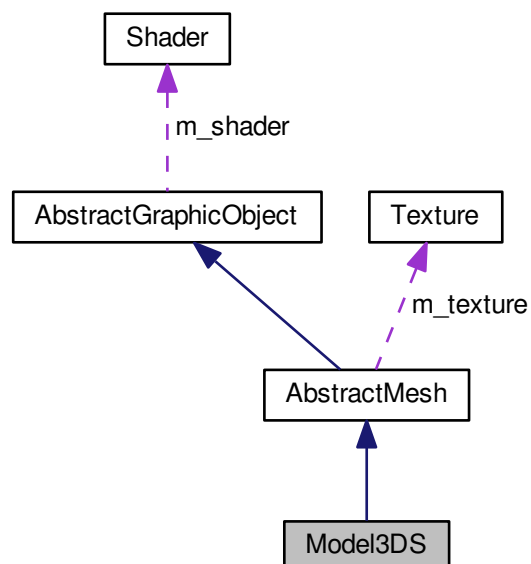 Shader
m_shader
AbstractGraphicObject
Texture
m_texture
AbstractMesh
Model3DS